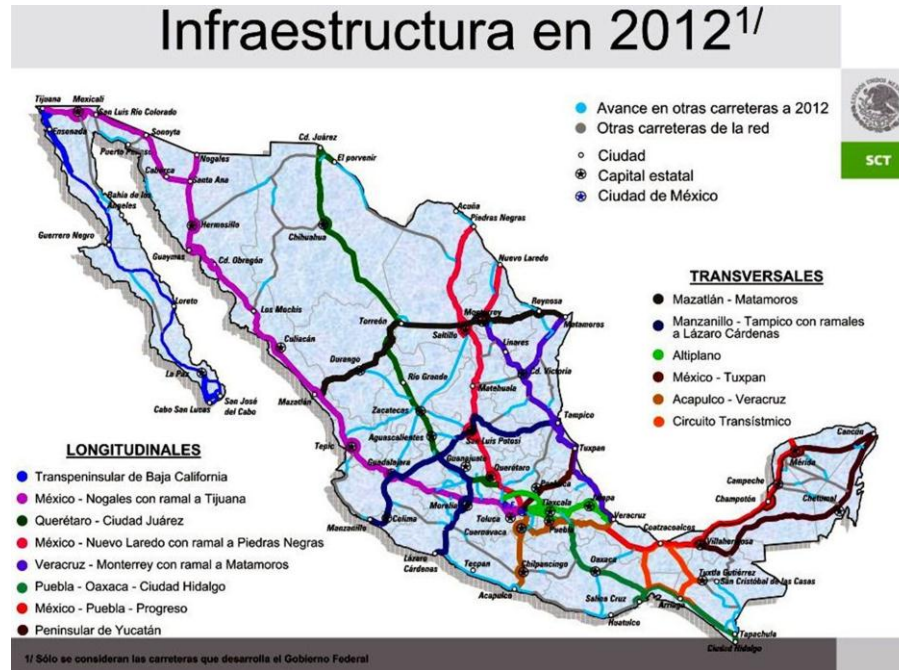 Infraestructura en 2012 1/
SCT
Avance en otras carreteras a 2012
Otras carreteras de la red
Ciudad
Capital estatal
Ciudad de México
Tijuana
Mexicali
San Luis Río Colorado
Ensenada
Sonoyta
Nogales
Caborca
Santa Ana
Cd. Juárez
El porvenir
Bahía de los
Angeles
Hermosillo
Guerrero Negro
Guaymas
Cd. Obregón
Chihuahua
Acuña
Piedras Negras
Nuevo Laredo
Loreto
Los Mochis
Culiacán
Torreón
Monterrey
Reynosa
Saltillo
Matamoros
Linares
La Paz
Durango
Cd. Victoria
Cabo San Lucas
San José
del Cabo
Mazatlán
Río Grande
Matehuala
Zacatecas
Tampico
Aguascalientes
San Luis Potosí
Tepic
Guadalajara
Guanajuato
Querétaro
Tuxpan
Pachuca
Morelia
Toluca
Tlaxcala
Manzanillo
Colima
Cuernavaca
Puebla
Veracruz
Lázaro
Cárdenas
Tecpan
Chilpancingo
Acapulco
Oaxaca
Coatzacoalcos
Villahermosa
Salina Cruz
Huatulco
Arriaga
Tuxtla Gutiérrez
San Cristóbal de las Casas
Tapachula
Ciudad Hidalgo
Cancún
Mérida
Campeche
Champotón
Chetumal
TRANSVERSALES
Mazatlán - Matamoros
Manzanillo - Tampico con ramales
a Lázaro Cárdenas
Altiplano
México - Tuxpan
Acapulco - Veracruz
Circuito Transístmico
LONGITUDINALES
Transpeninsular de Baja California
México - Nogales con ramal a Tijuana
Querétaro - Ciudad Juárez
México - Nuevo Laredo con ramal a Piedras Negras
Veracruz - Monterrey con ramal a Matamoros
Puebla - Oaxaca - Ciudad Hidalgo
México - Puebla - Progreso
Peninsular de Yucatán
1/ Sólo se consideran las carreteras que desarrolla el Gobierno Federal